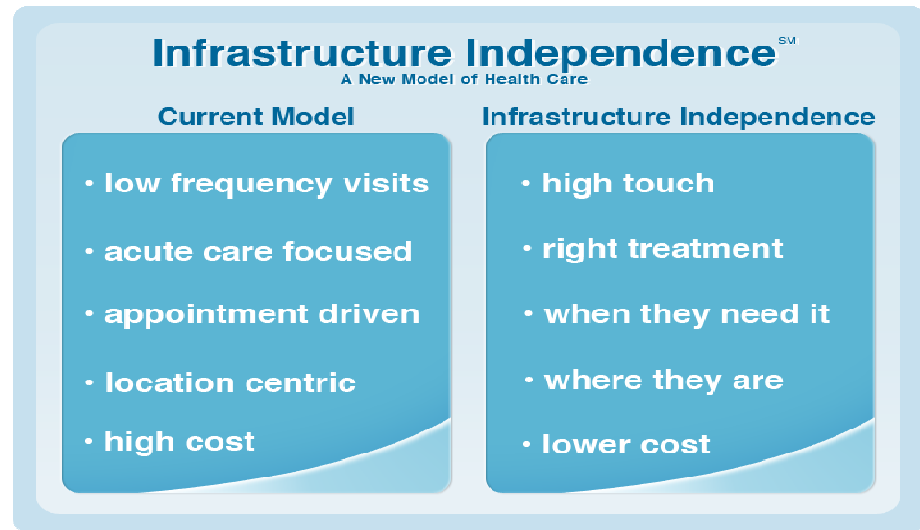 Infrastructure Independence℠
A New Model of Health Care
Current Model
• low frequency visits
• acute care focused
• appointment driven
• location centric
• high cost
Infrastructure Independence
• high touch
• right treatment
• when they need it
• where they are
• lower cost